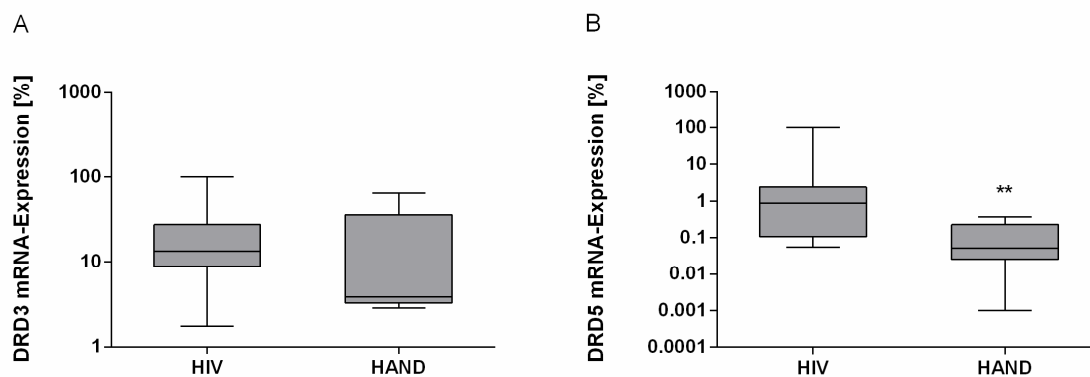 A
DRD3 mRNA-Expression [%]
1000
100
10
1
HIV HAND
B
DRD5 mRNA-Expression [%]
1000
100
10
1
0.1
0.01
0.001
0.0001
**
HIV HAND